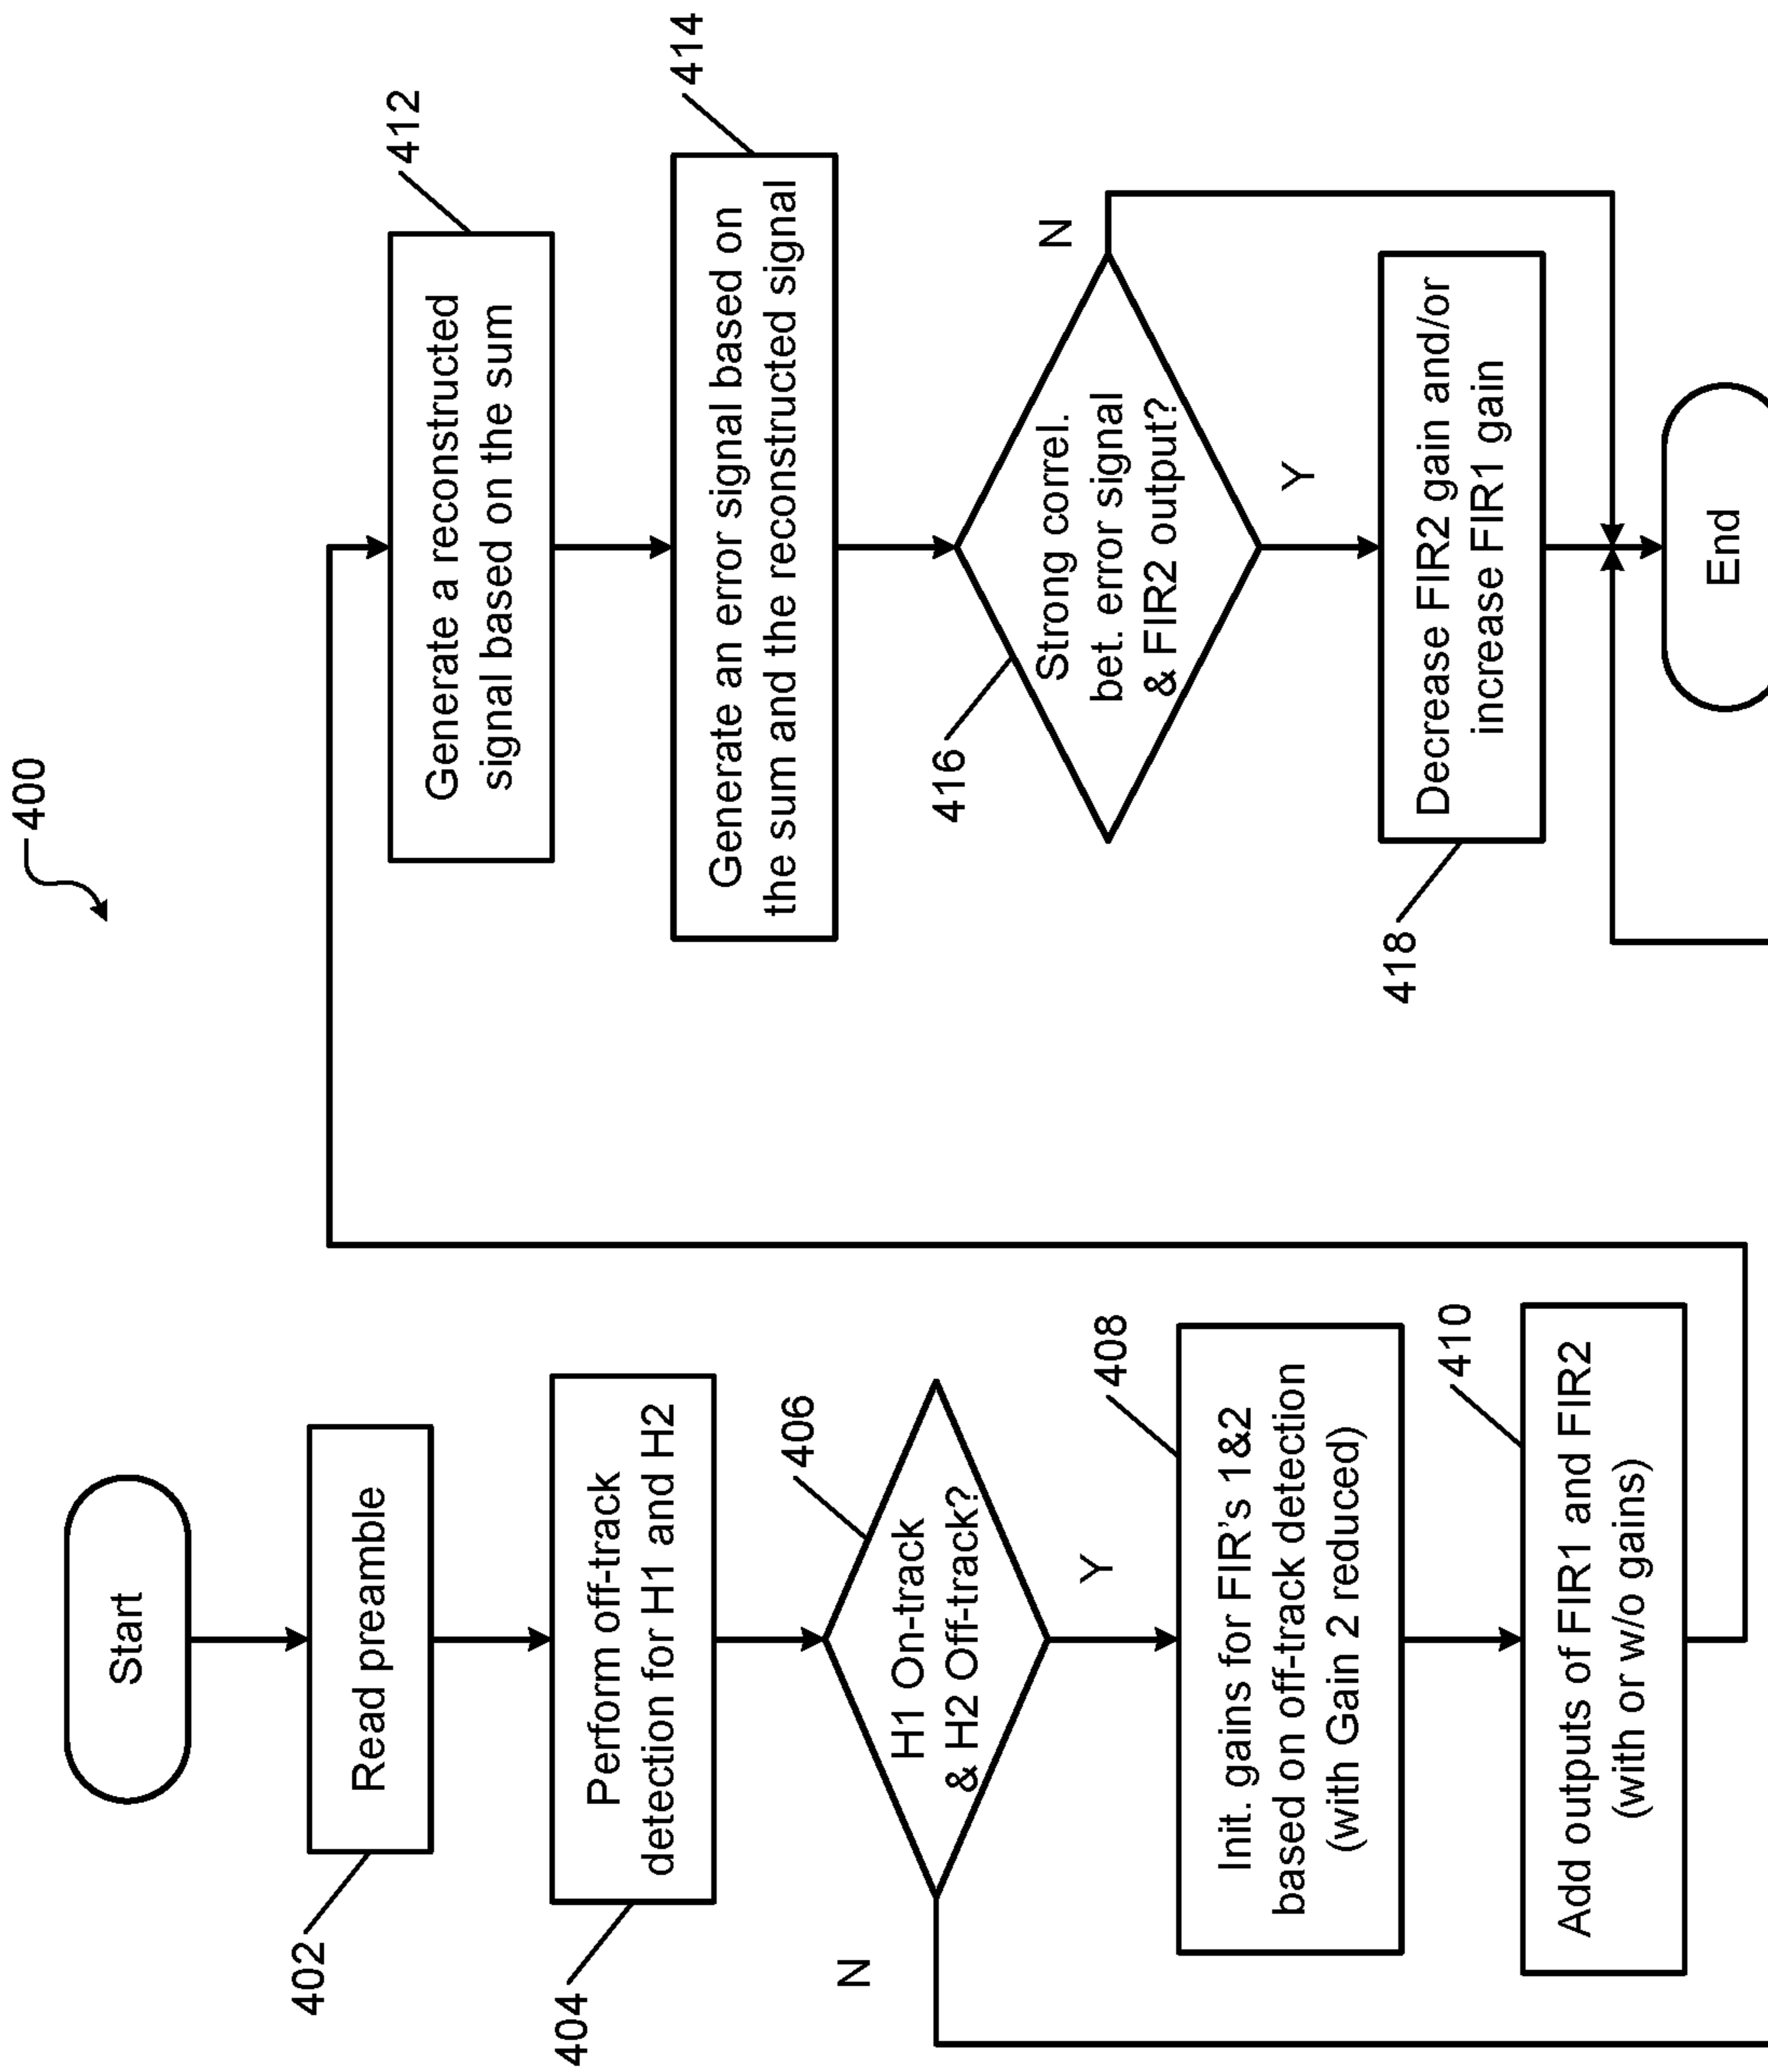 400
Start
Read preamble
402
Perform off-track
detection for H1 and H2
404
H1 On-track
& H2 Off-track?
406
N
Y
Init. gains for FIR's 1&2
based on off-track detection
(with Gain 2 reduced)
408
Add outputs of FIR1 and FIR2
(with or w/o gains)
410
Generate a reconstructed
signal based on the sum
412
Generate an error signal based on
the sum and the reconstructed signal
414
Strong correl.
bet. error signal
& FIR2 output?
416
N
Y
Decrease FIR2 gain and/or
increase FIR1 gain
418
End